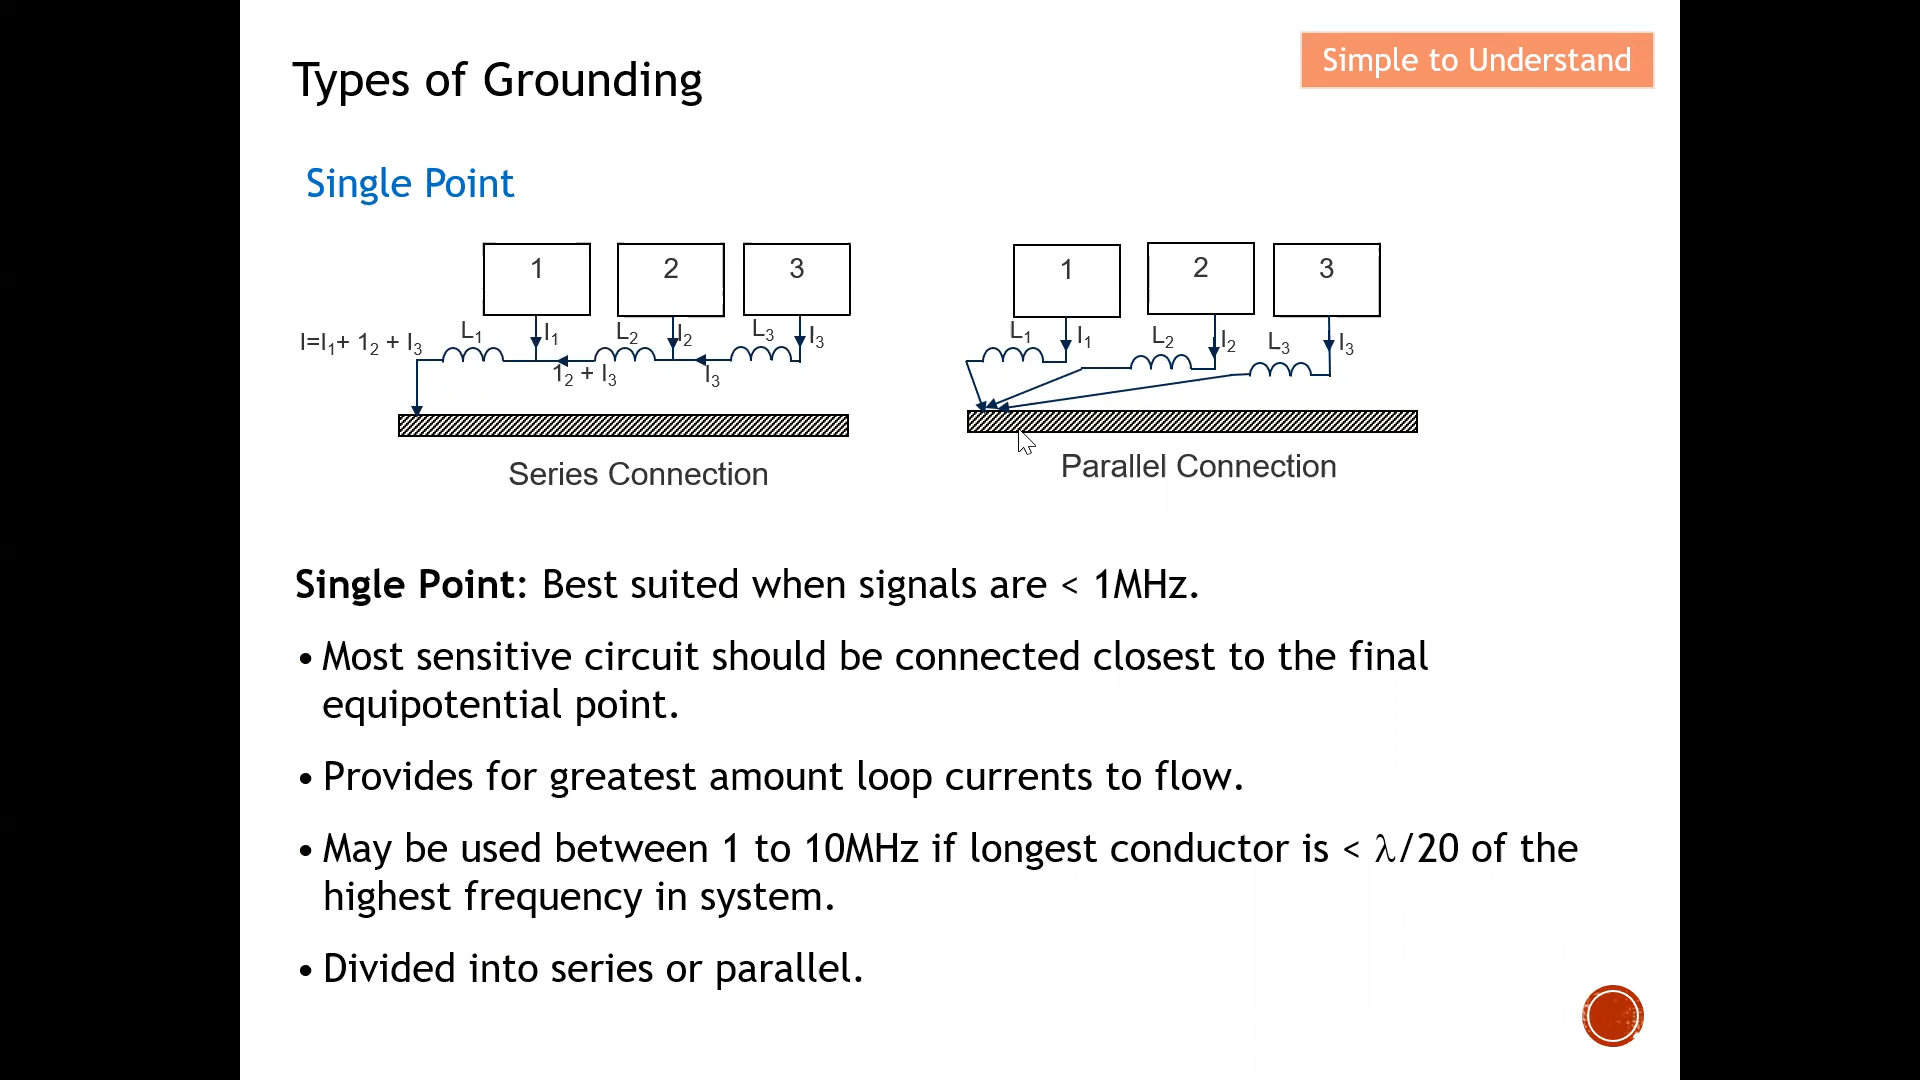 Types of Grounding
Simple to Understand
Single Point
1 2 3
I=I₁+ 1₂ + I₃
L₁ I₁ L₂ I₂ L₃ I₃
1₂ + I₃ I₃
Series Connection
1 2 3
L₁ I₁ L₂ I₂ L₃ I₃
Parallel Connection
Single Point: Best suited when signals are < 1MHz.
• Most sensitive circuit should be connected closest to the final
equipotential point.
• Provides for greatest amount loop currents to flow.
• May be used between 1 to 10MHz if longest conductor is < λ/20 of the
highest frequency in system.
• Divided into series or parallel.